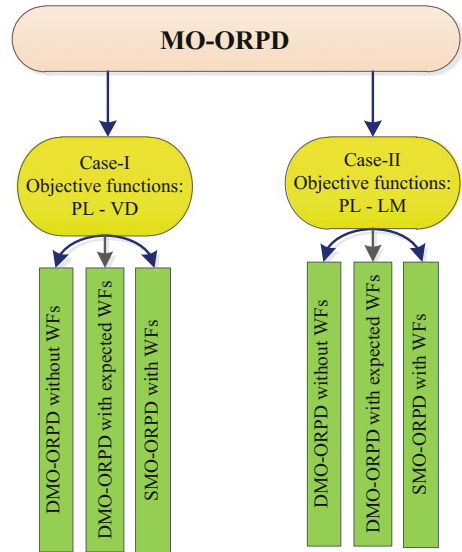 MO-ORPD
Case-I
Objective functions:
PL - VD
DMO-ORPD without WFs
DMO-ORPD with expected WFs
SMO-ORPD with WFs
Case-II
Objective functions:
PL - LM
DMO-ORPD without WFs
DMO-ORPD with expected WFs
SMO-ORPD with WFs